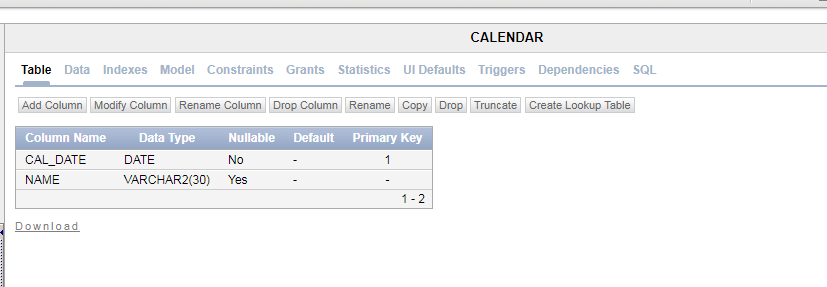 CALENDAR
Table Data Indexes Model Constraints Grants Statistics UI Defaults Triggers Dependencies SQL
Add Column Modify Column Rename Column Drop Column Rename Copy Drop Truncate Create Lookup Table
Column Name Data Type Nullable Default Primary Key
CAL_DATE DATE No - 1
NAME VARCHAR2(30) Yes - -
1 - 2
Download